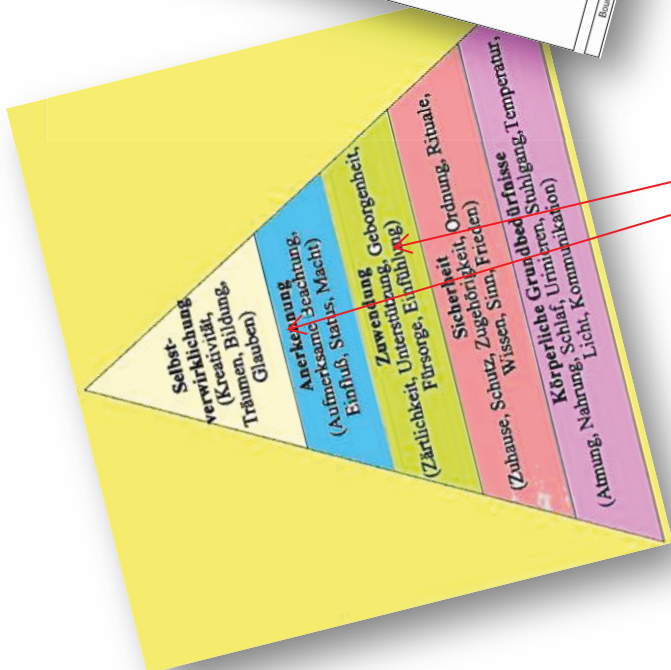 Selbst-
verwirklichung
(Kreativität,
Träumen, Bildung,
Glauben)
Anerkennung
(Aufmerksame Beachtung,
Einfluß, Status, Macht)
Zuwendung
(Zärtlichkeit, Unterstützung, Geborgenheit,
Fürsorge, Einfühlung)
Sicherheit
(Zuhause, Schutz, Zugehörigkeit, Ordnung, Rituale,
Wissen, Sinn, Frieden)
Körperliche Grundbedürfnisse
(Atmung, Nahrung, Schlaf, Urinieren, Stuhlgang, Temperatur,
Licht, Kommunikation)